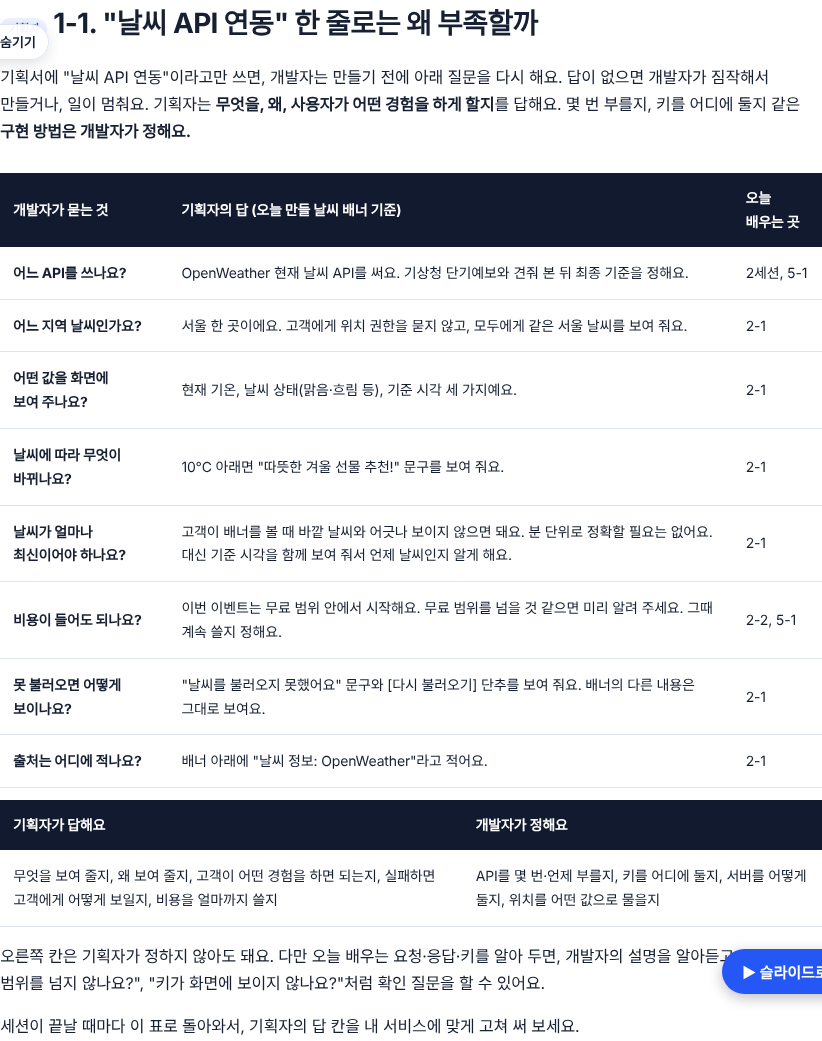 1-1. "날씨 API 연동" 한 줄로는 왜 부족할까
숨기기
기획서에 "날씨 API 연동"이라고만 쓰면, 개발자는 만들기 전에 아래 질문을 다시 해요. 답이 없으면 개발자가 짐작해서
만들거나, 일이 멈춰요. 기획자는 무엇을, 왜, 사용자가 어떤 경험을 하게 할지를 답해요. 몇 번 부를지, 키를 어디에 둘지 같은
구현 방법은 개발자가 정해요.
개발자가 묻는 것
기획자의 답 (오늘 만들 날씨 배너 기준)
오늘
배우는 곳
어느 API를 쓰나요?
OpenWeather 현재 날씨 API를 써요. 기상청 단기예보와 견줘 본 뒤 최종 기준을 정해요.
2세션, 5-1
어느 지역 날씨인가요?
서울 한 곳이에요. 고객에게 위치 권한을 묻지 않고, 모두에게 같은 서울 날씨를 보여 줘요.
2-1
어떤 값을 화면에
보여 주나요?
현재 기온, 날씨 상태(맑음·흐림 등), 기준 시각 세 가지예요.
2-1
날씨에 따라 무엇이
바뀌나요?
10°C 아래면 "따뜻한 겨울 선물 추천!" 문구를 보여 줘요.
2-1
날씨가 얼마나
최신이어야 하나요?
고객이 배너를 볼 때 바깥 날씨와 어긋나 보이지 않으면 돼요. 분 단위로 정확할 필요는 없어요.
대신 기준 시각을 함께 보여 줘서 언제 날씨인지 알게 해요.
2-1
비용이 들어도 되나요?
이번 이벤트는 무료 범위 안에서 시작해요. 무료 범위를 넘을 것 같으면 미리 알려 주세요. 그때
계속 쓸지 정해요.
2-2, 5-1
못 불러오면 어떻게
보이나요?
"날씨를 불러오지 못했어요" 문구와 [다시 불러오기] 단추를 보여 줘요. 배너의 다른 내용은
그대로 보여요.
2-1
출처는 어디에 적나요?
배너 아래에 "날씨 정보: OpenWeather"라고 적어요.
2-1
기획자가 답해요
개발자가 정해요
무엇을 보여 줄지, 왜 보여 줄지, 고객이 어떤 경험을 하면 되는지, 실패하면
고객에게 어떻게 보일지, 비용을 얼마까지 쓸지
API를 몇 번·언제 부를지, 키를 어디에 둘지, 서버를 어떻게
둘지, 위치를 어떤 값으로 물을지
오른쪽 칸은 기획자가 정하지 않아도 돼요. 다만 오늘 배우는 요청·응답·키를 알아 두면, 개발자의 설명을 알아듣고
범위를 넘지 않나요?", "키가 화면에 보이지 않나요?"처럼 확인 질문을 할 수 있어요.
▶ 슬라이드로
세션이 끝날 때마다 이 표로 돌아와서, 기획자의 답 칸을 내 서비스에 맞게 고쳐 써 보세요.